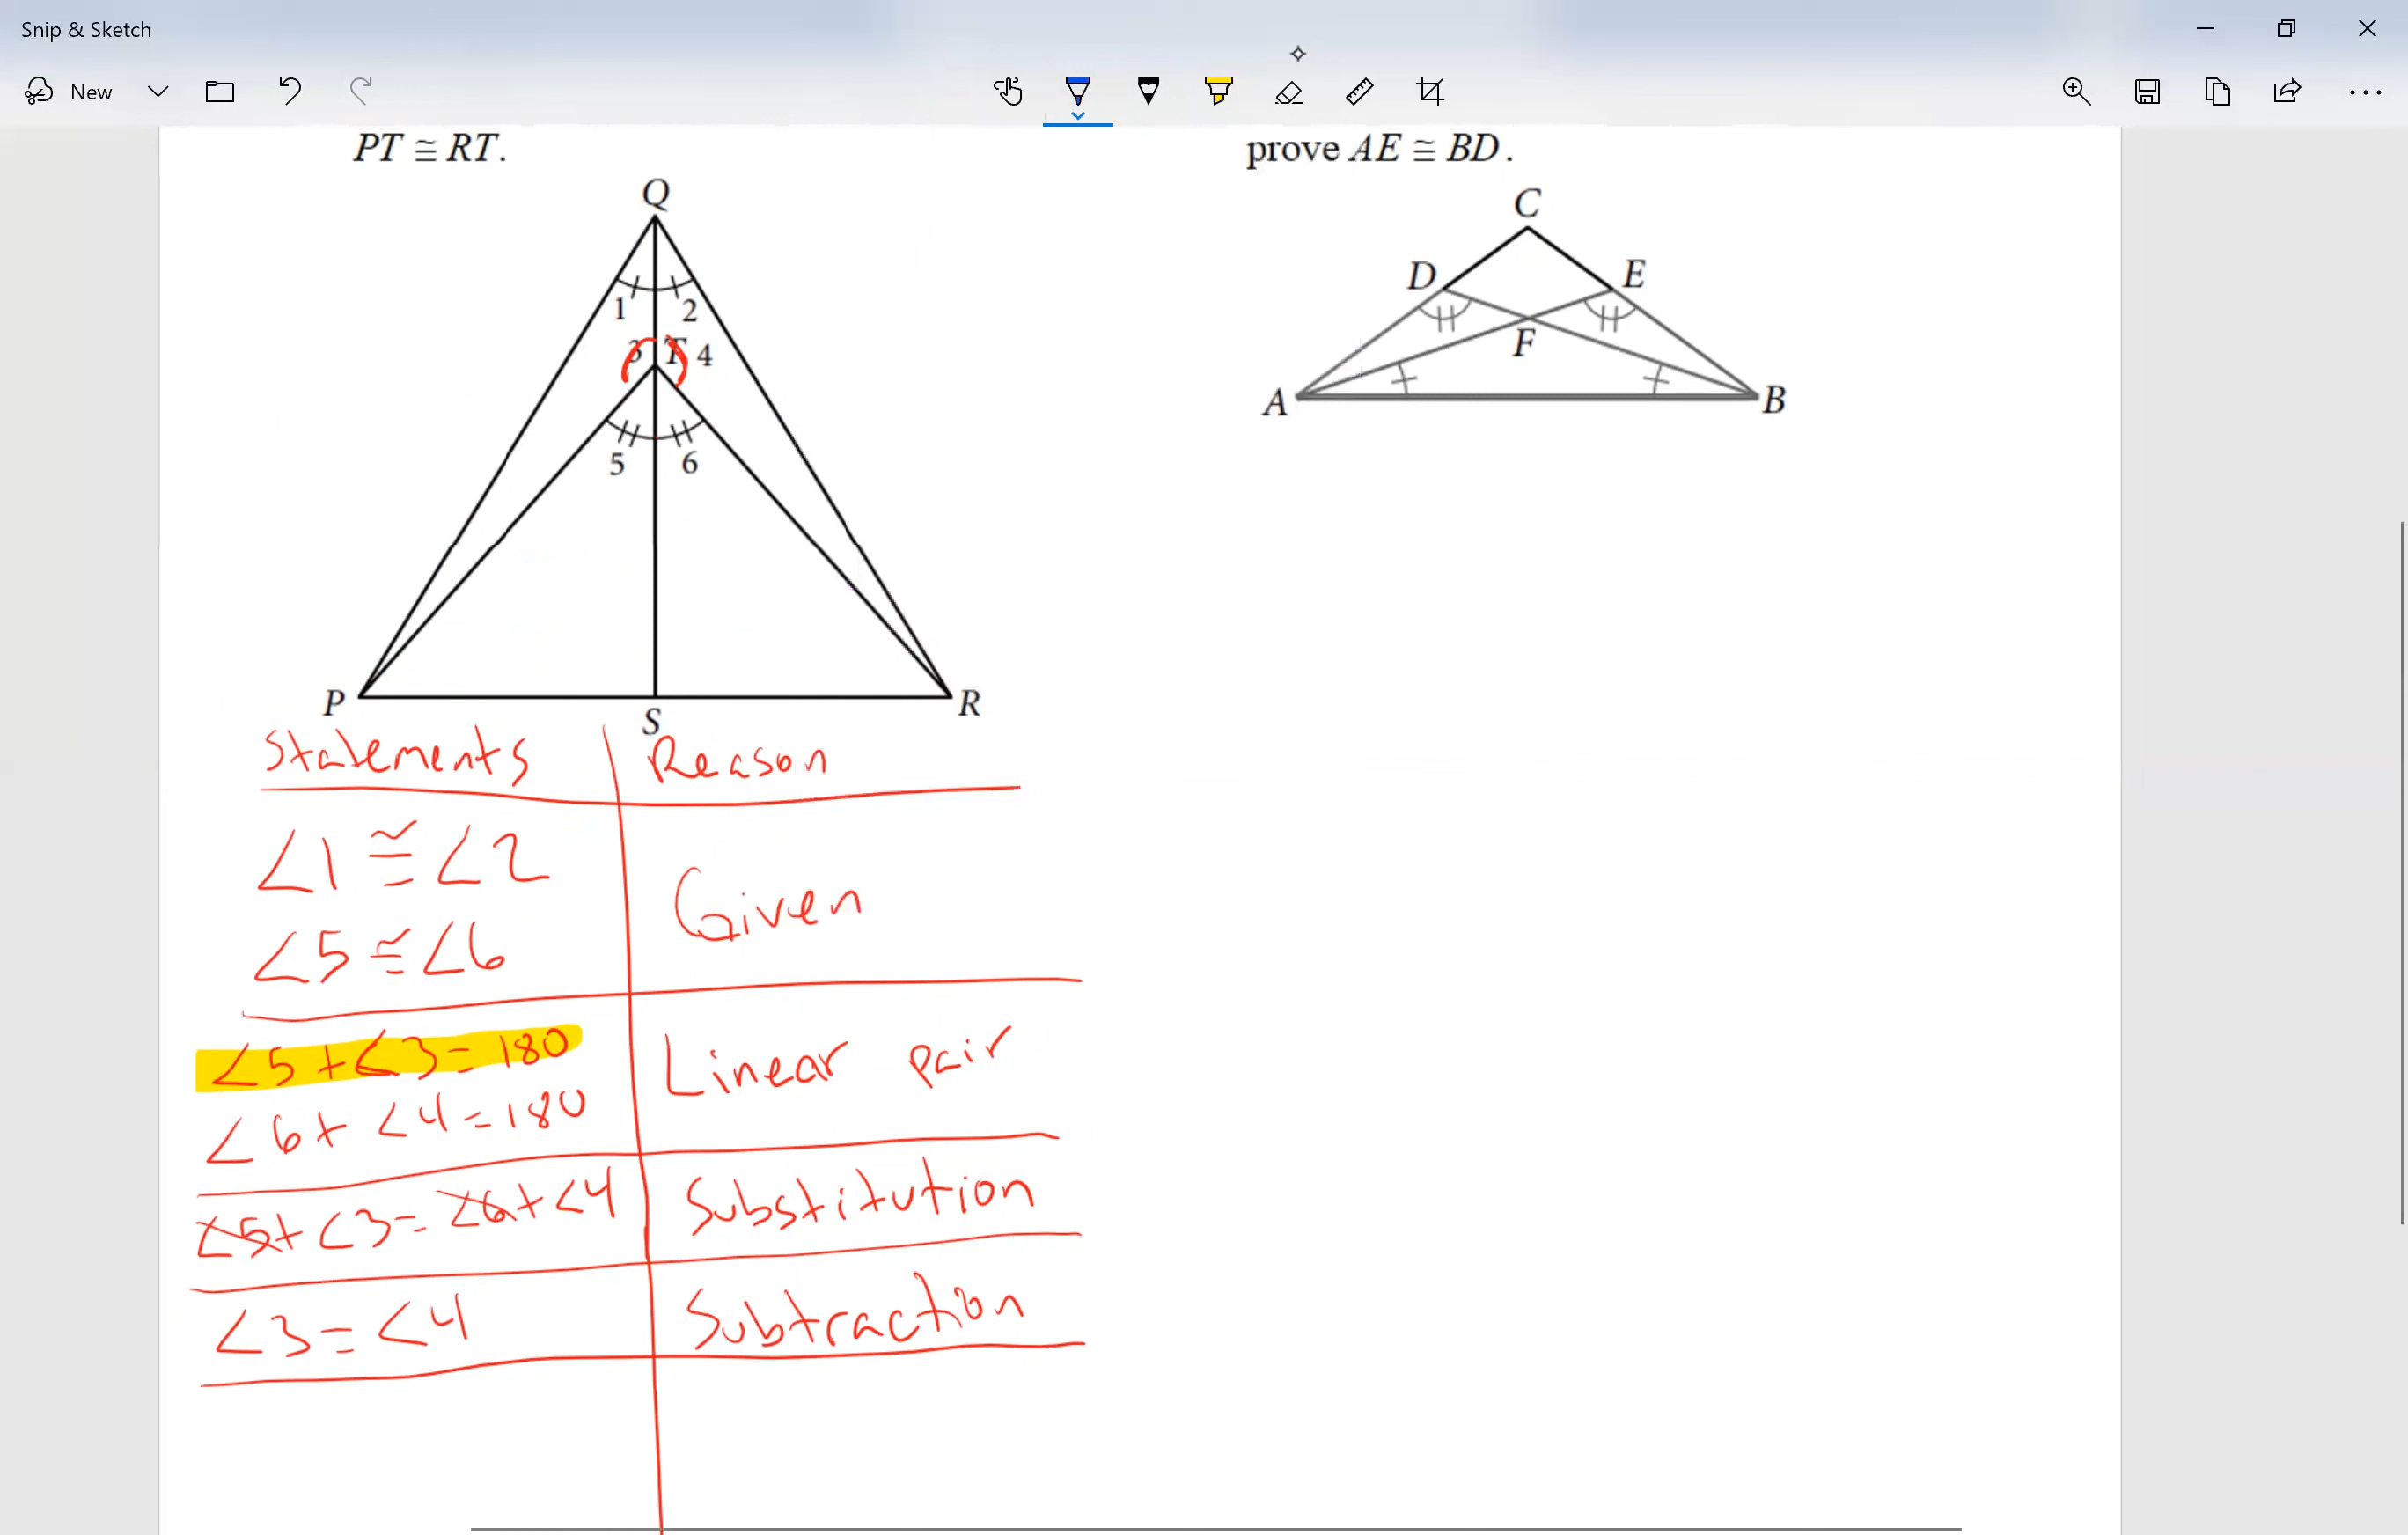 Snip & Sketch
New
PT ≅ RT.
Q
1 2
3 T 4
5 6
P S R
prove AE ≅ BD.
C
D E
F
A B
Statements Reason
∠1 ≅ ∠2
∠5 ≅ ∠6
Given
∠5 + ∠3 = 180
∠6 + ∠4 = 180
Linear pair
∠5 + ∠3 = ∠6 + ∠4 Substitution
∠3 = ∠4 Subtraction